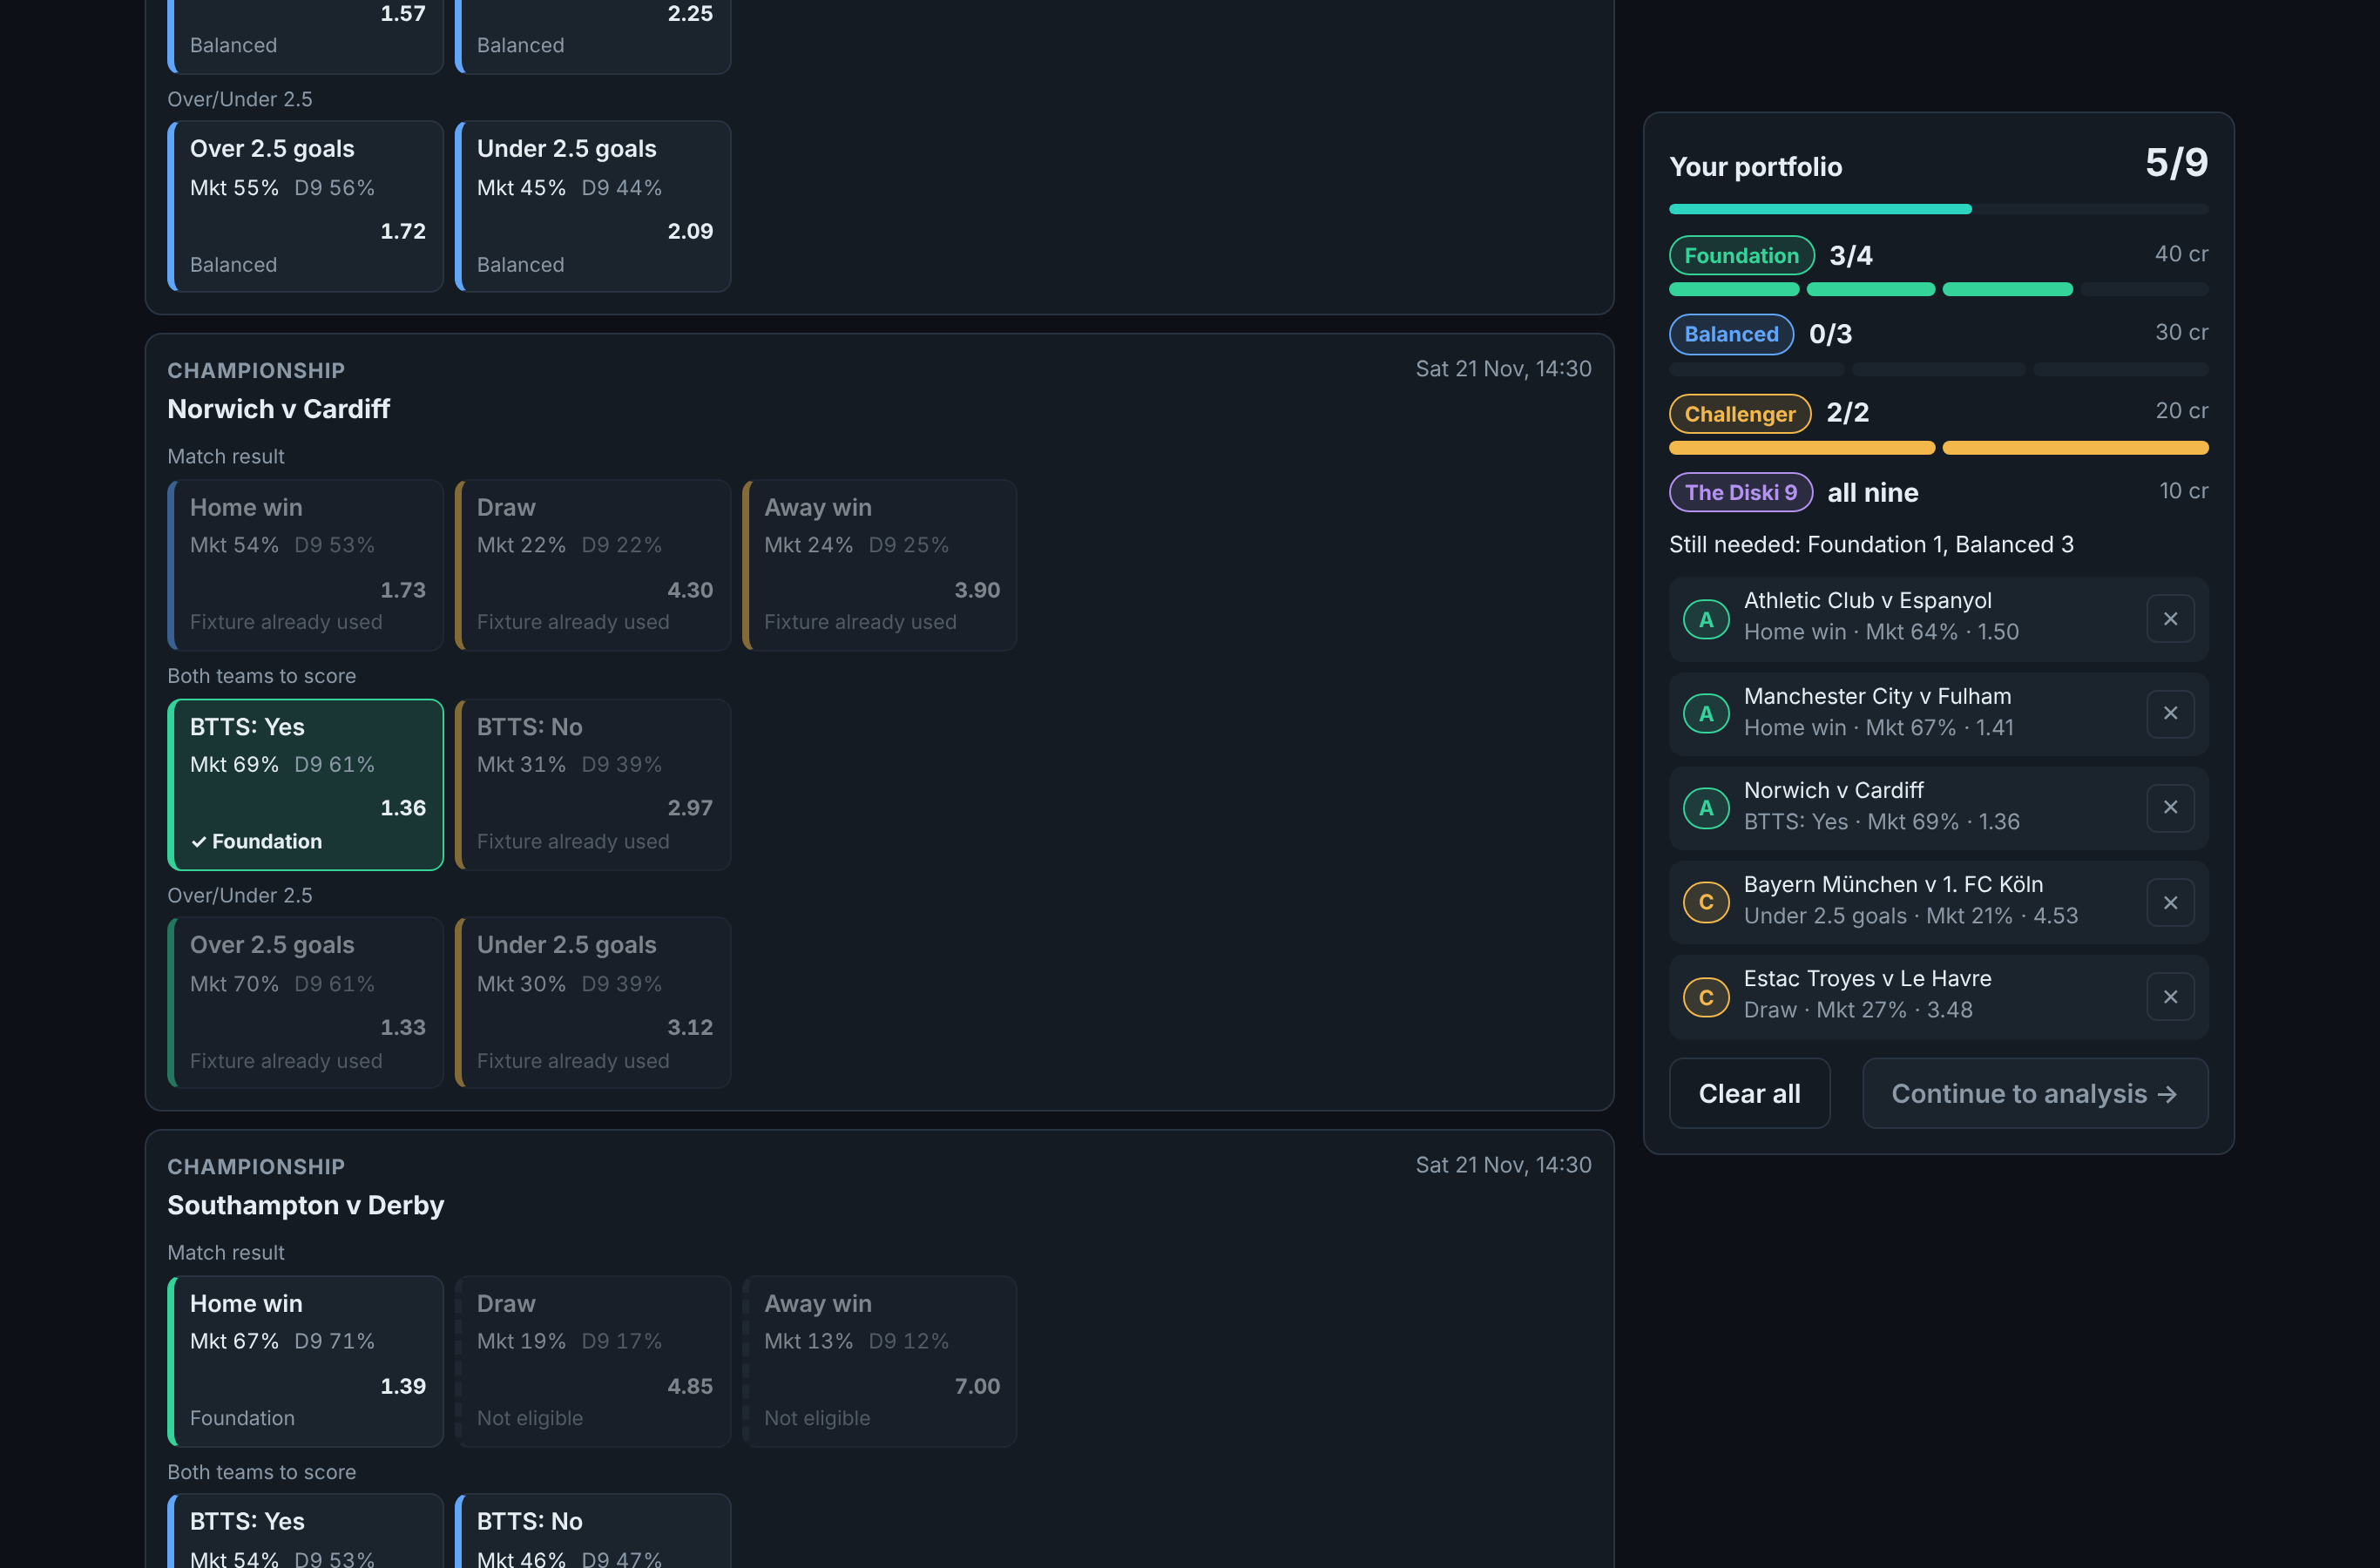 1.57
2.25
Balanced
Balanced
Over/Under 2.5
Over 2.5 goals
Mkt 55% D9 56%
1.72
Balanced
Under 2.5 goals
Mkt 45% D9 44%
2.09
Balanced
CHAMPIONSHIP
Sat 21 Nov, 14:30
Norwich v Cardiff
Match result
Home win
Mkt 54% D9 53%
1.73
Fixture already used
Draw
Mkt 22% D9 22%
4.30
Fixture already used
Away win
Mkt 24% D9 25%
3.90
Fixture already used
Both teams to score
BTTS: Yes
Mkt 69% D9 61%
1.36
✓ Foundation
BTTS: No
Mkt 31% D9 39%
2.97
Fixture already used
Over/Under 2.5
Over 2.5 goals
Mkt 70% D9 61%
1.33
Fixture already used
Under 2.5 goals
Mkt 30% D9 39%
3.12
Fixture already used
CHAMPIONSHIP
Sat 21 Nov, 14:30
Southampton v Derby
Match result
Home win
Mkt 67% D9 71%
1.39
Foundation
Draw
Mkt 19% D9 17%
4.85
Not eligible
Away win
Mkt 13% D9 12%
7.00
Not eligible
Both teams to score
BTTS: Yes
Mkt 54% D9 53%
BTTS: No
Mkt 46% D9 47%
Your portfolio
5/9
Foundation 3/4
40 cr
Balanced 0/3
30 cr
Challenger 2/2
20 cr
The Diski 9 all nine
10 cr
Still needed: Foundation 1, Balanced 3
A
Athletic Club v Espanyol
Home win · Mkt 64% · 1.50
A
Manchester City v Fulham
Home win · Mkt 67% · 1.41
A
Norwich v Cardiff
BTTS: Yes · Mkt 69% · 1.36
C
Bayern München v 1. FC Köln
Under 2.5 goals · Mkt 21% · 4.53
C
Estac Troyes v Le Havre
Draw · Mkt 27% · 3.48
Clear all
Continue to analysis →